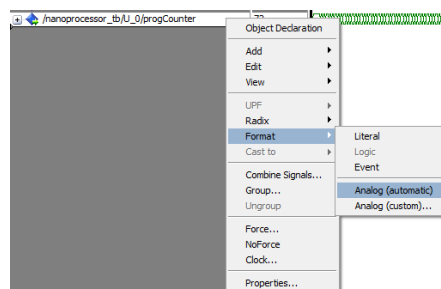 /nanoprocessor_tb/U_0/progCounter
Object Declaration
Add
Edit
View
UPF
Radix
Format
Cast to
Combine Signals...
Group...
Ungroup
Force...
NoForce
Clock...
Properties...
Literal
Logic
Event
Analog (automatic)
Analog (custom)...